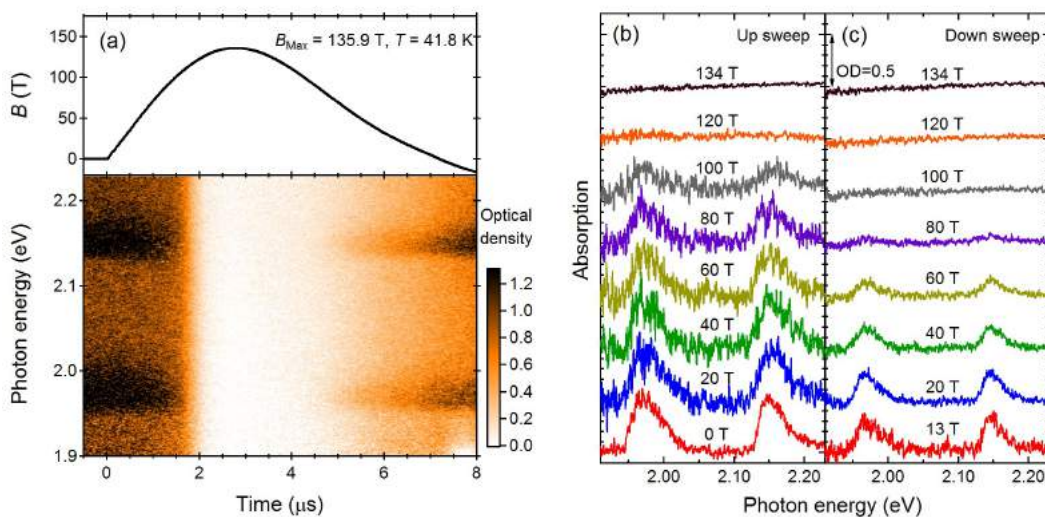 (a)
B_Max = 135.9 T, T = 41.8 K
150
100
50
0
B (T)
2.2
2.1
2.0
1.9
Photon energy (eV)
0
2
4
6
8
Time (μs)
Optical
density
1.2
1.0
0.8
0.6
0.4
0.2
0.0
(b)
Up sweep
134 T
120 T
100 T
80 T
60 T
40 T
20 T
0 T
Absorption
2.00
2.10
2.20
(c)
Down sweep
OD=0.5
134 T
120 T
100 T
80 T
60 T
40 T
20 T
13 T
2.00
2.10
2.20
Photon energy (eV)